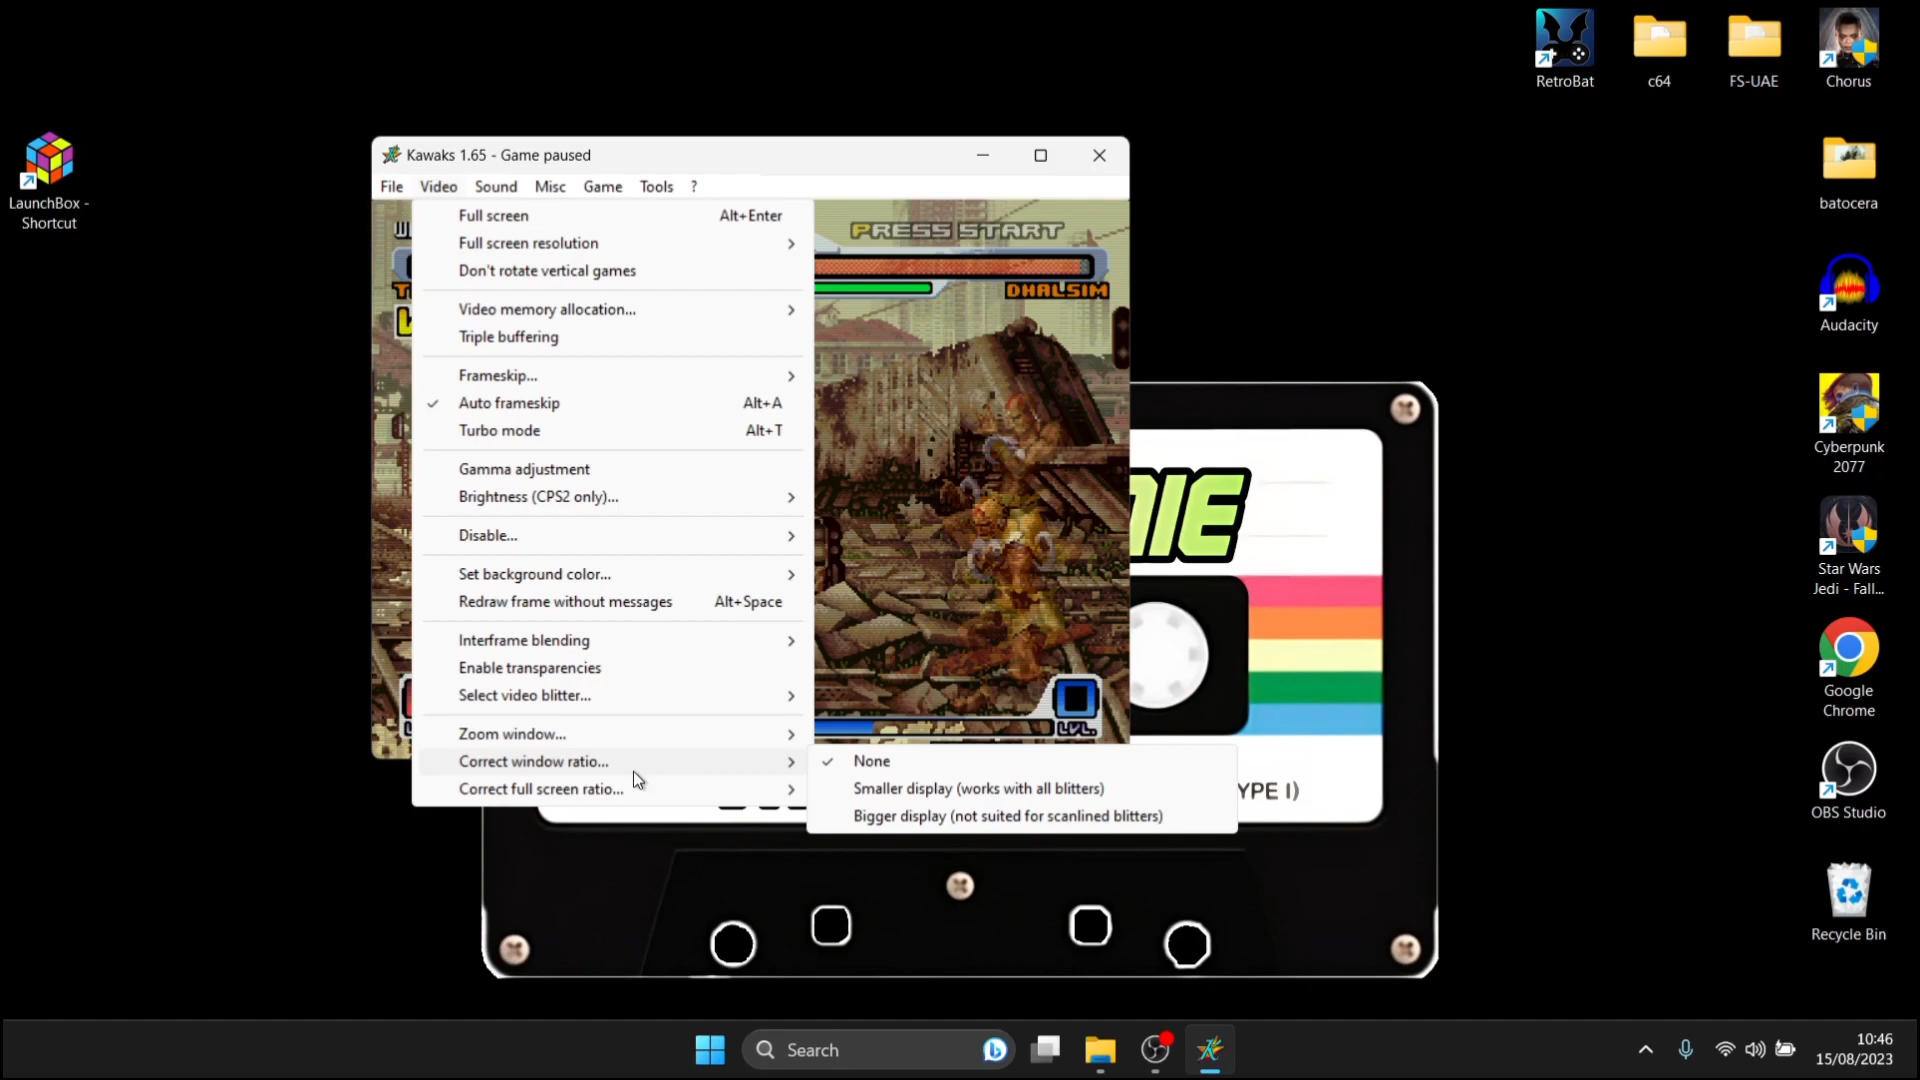 RetroBat
c64
FS-UAE
Chorus
LaunchBox -
Shortcut
Kawaks 1.65 - Game paused
File Video Sound Misc Game Tools ?
Full screen Alt+Enter
Full screen resolution
Don't rotate vertical games
Video memory allocation...
Triple buffering
Frameskip...
Auto frameskip Alt+A
Turbo mode Alt+T
Gamma adjustment
Brightness (CPS2 only)...
Disable...
Set background color...
Redraw frame without messages Alt+Space
Interframe blending
Enable transparencies
Select video blitter...
Zoom window...
Correct window ratio...
Correct full screen ratio...
None
Smaller display (works with all blitters)
Bigger display (not suited for scanlined blitters)
PRESS START
DHALSIM
LVL.
YPE I)
batocera
Audacity
Cyberpunk
2077
Star Wars
Jedi - Fall...
Google
Chrome
OBS Studio
Recycle Bin
Search
10:46
15/08/2023